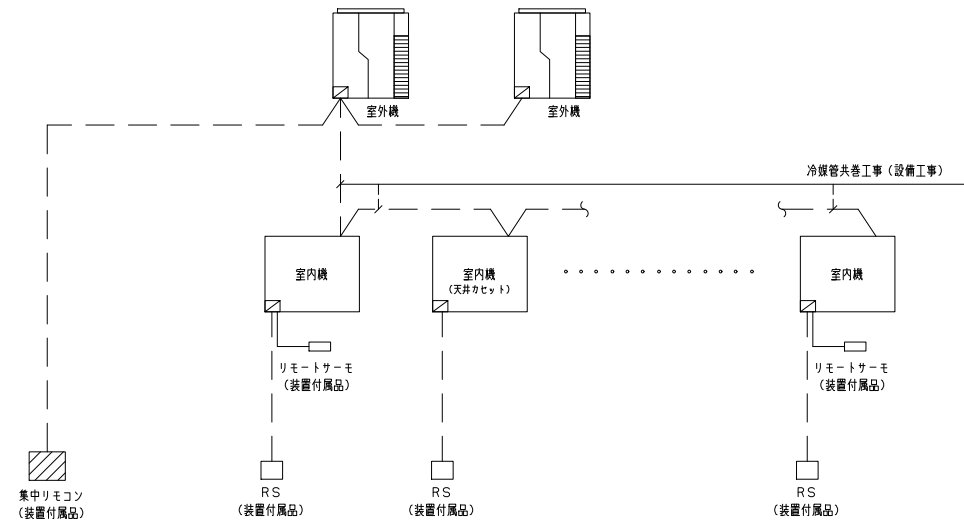 室外機
室外機
冷媒管共巻工事（設備工事）
室内機
室内機
（天井カセット）
室内機
リモートサーモ
（装置付属品）
リモートサーモ
（装置付属品）
集中リモコン
（装置付属品）
RS
（装置付属品）
RS
（装置付属品）
RS
（装置付属品）